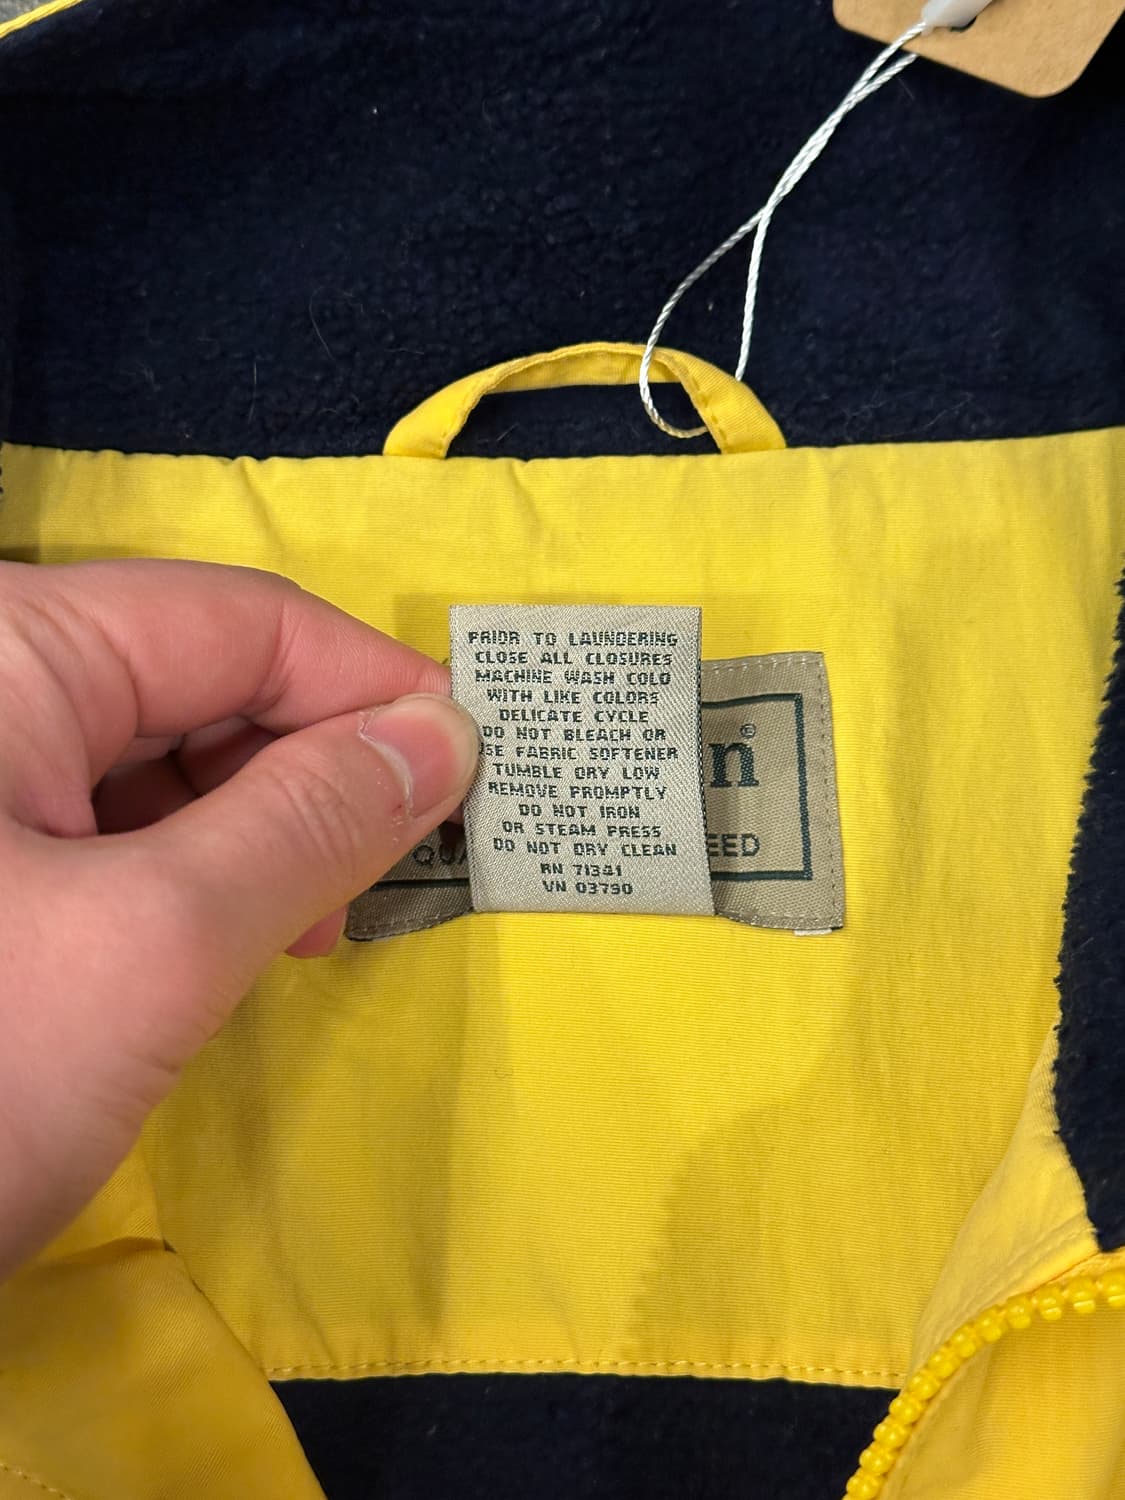 PRIOR TO LAUNDERING
CLOSE ALL CLOSURES
MACHINE WASH COLD
WITH LIKE COLORS
DELICATE CYCLE
DO NOT BLEACH OR
USE FABRIC SOFTENER
TUMBLE DRY LOW
REMOVE PROMPTLY
DO NOT IRON
OR STEAM PRESS
DO NOT DRY CLEAN
RN 71341
VN 03790
n®
QUA EED